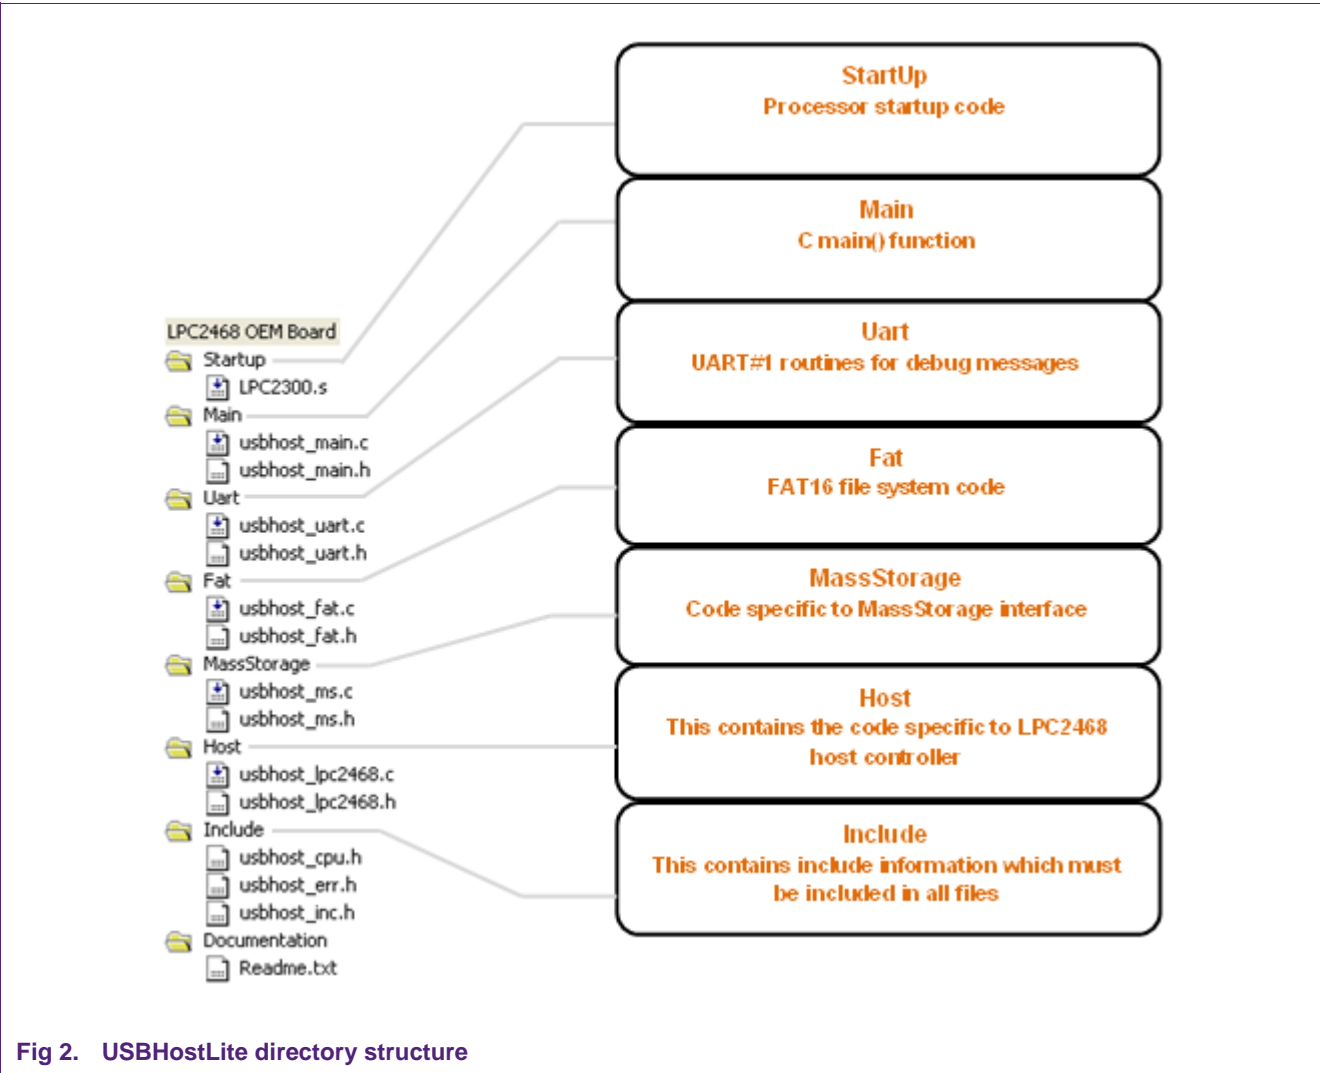 StartUp
Processor startup code
Main
C main() function
Uart
UART#1 routines for debug messages
Fat
FAT16 file system code
MassStorage
Code specific to MassStorage interface
Host
This contains the code specific to LPC2468
host controller
Include
This contains include information which must
be included in all files
LPC2468 OEM Board
Startup
LPC2300.s
Main
usbhost_main.c
usbhost_main.h
Uart
usbhost_uart.c
usbhost_uart.h
Fat
usbhost_fat.c
usbhost_fat.h
MassStorage
usbhost_ms.c
usbhost_ms.h
Host
usbhost_lpc2468.c
usbhost_lpc2468.h
Include
usbhost_cpu.h
usbhost_err.h
usbhost_inc.h
Documentation
Readme.txt
Fig 2. USBHostLite directory structure